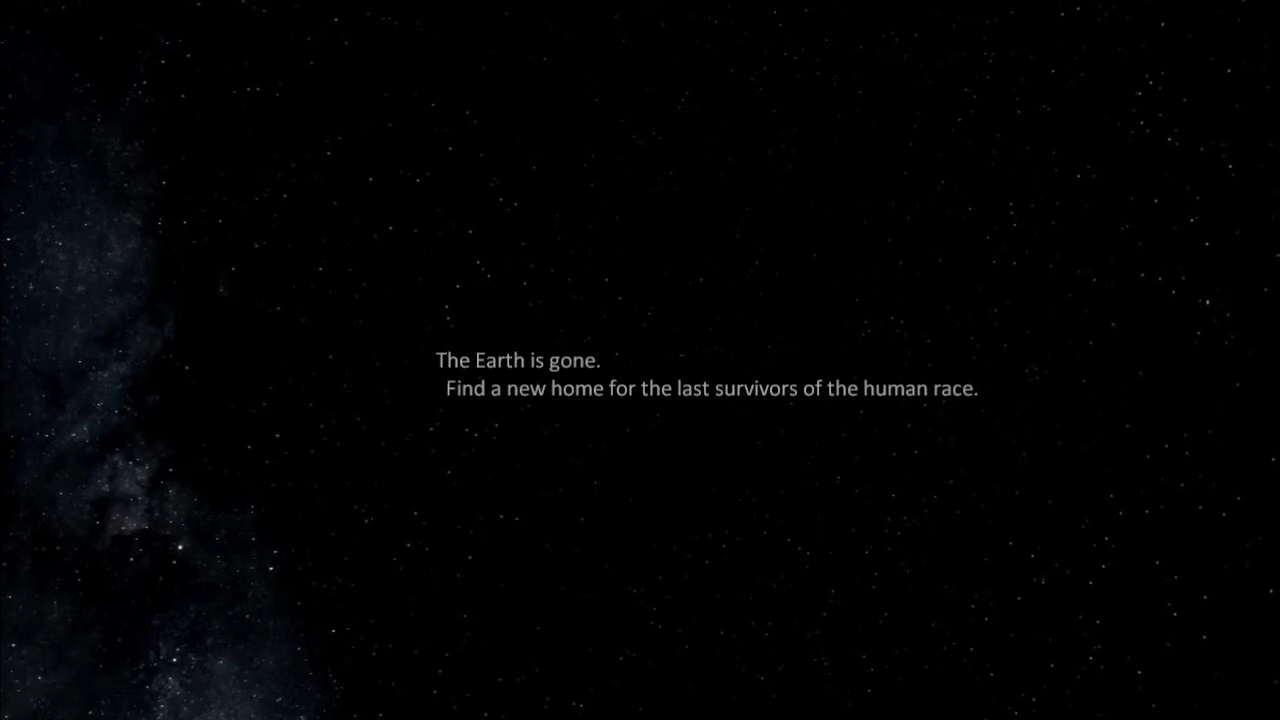 The Earth is gone.
Find a new home for the last survivors of the human race.